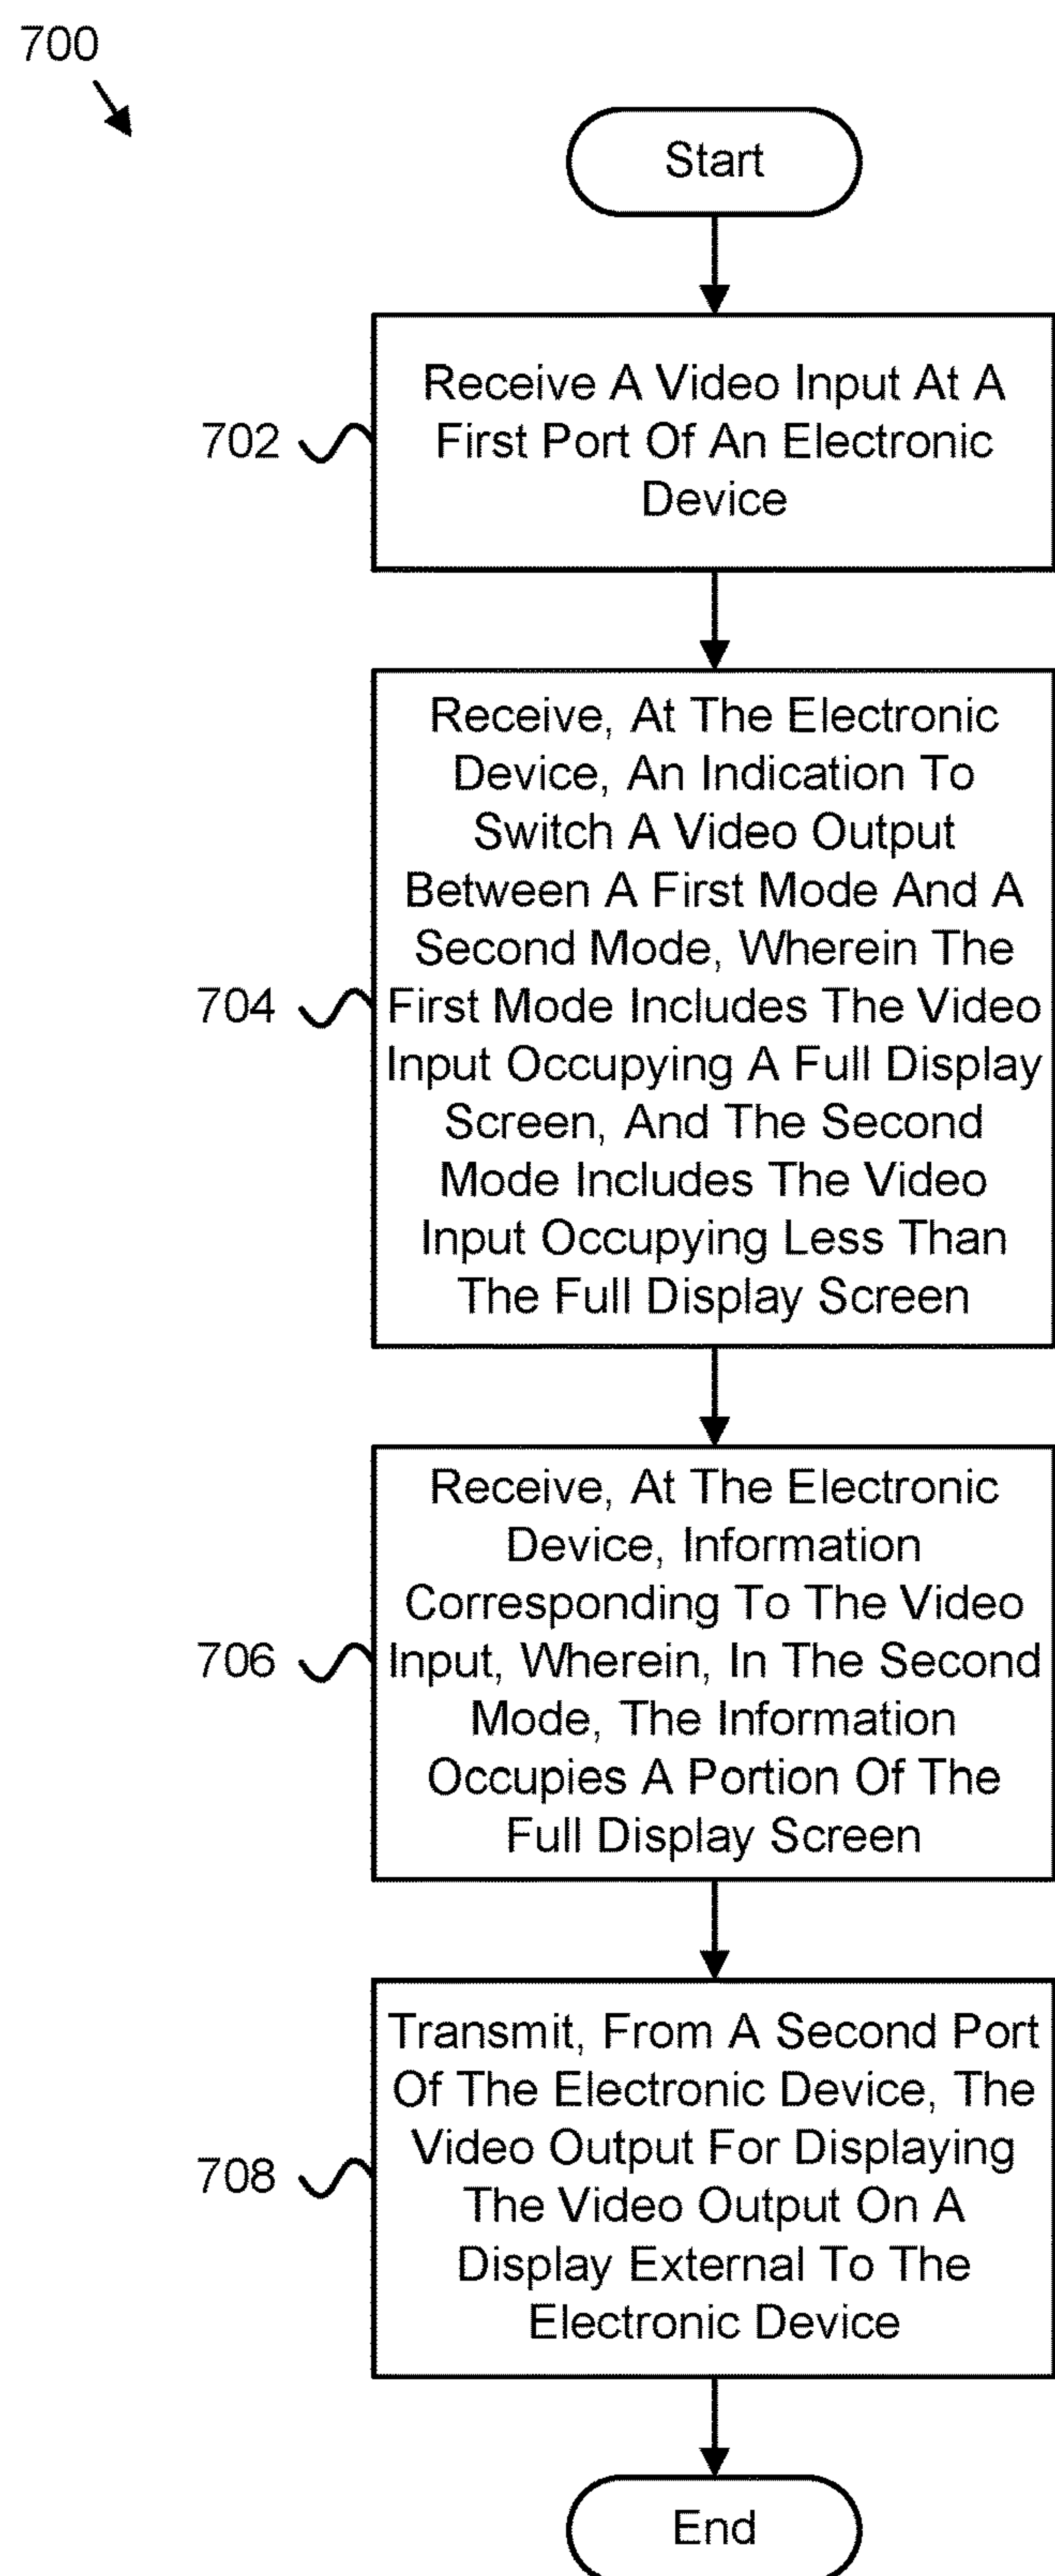 700
Start
Receive A Video Input At A
First Port Of An Electronic
Device
702
Receive, At The Electronic
Device, An Indication To
Switch A Video Output
Between A First Mode And A
Second Mode, Wherein The
First Mode Includes The Video
Input Occupying A Full Display
Screen, And The Second
Mode Includes The Video
Input Occupying Less Than
The Full Display Screen
704
Receive, At The Electronic
Device, Information
Corresponding To The Video
Input, Wherein, In The Second
Mode, The Information
Occupies A Portion Of The
Full Display Screen
706
Transmit, From A Second Port
Of The Electronic Device, The
Video Output For Displaying
The Video Output On A
Display External To The
Electronic Device
708
End